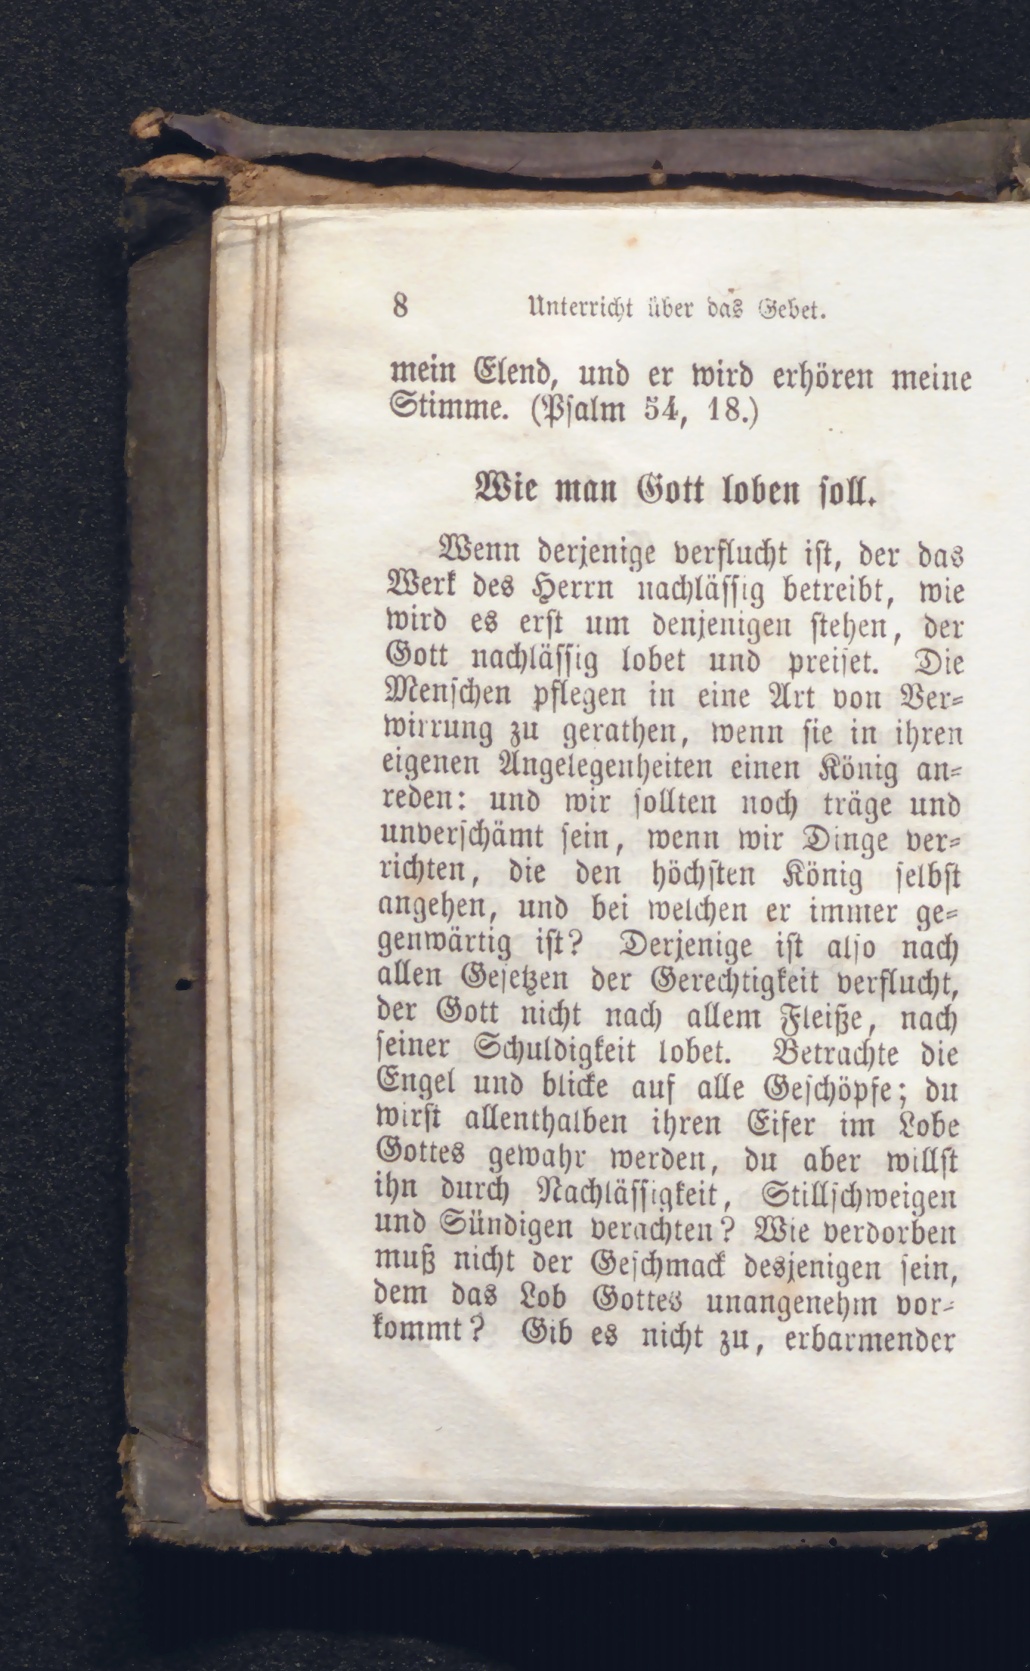 8 Unterricht über das Gebet.
mein Elend, und er wird erhören meine
Stimme. (Psalm 54, 18.)
Wie man Gott loben soll.
Wenn derjenige verflucht ist, der das
Werk des Herrn nachlässig betreibt, wie
wird es erst um denjenigen stehen, der
Gott nachlässig lobet und preiset. Die
Menschen pflegen in eine Art von Ver-
wirrung zu gerathen, wenn sie in ihren
eigenen Angelegenheiten einen König an-
reden: und wir sollten noch träge und
unverschämt sein, wenn wir Dinge ver-
richten, die den höchsten König selbst
angehen, und bei welchen er immer ge-
genwärtig ist? Derjenige ist also nach
allen Gesetzen der Gerechtigkeit verflucht,
der Gott nicht nach allem Fleiße, nach
seiner Schuldigkeit lobet. Betrachte die
Engel und blicke auf alle Geschöpfe; du
wirst allenthalben ihren Eifer im Lobe
Gottes gewahr werden, du aber willst
ihn durch Nachlässigkeit, Stillschweigen
und Sündigen verachten? Wie verdorben
muß nicht der Geschmack desjenigen sein,
dem das Lob Gottes unangenehm vor-
kommt? Gib es nicht zu, erbarmender